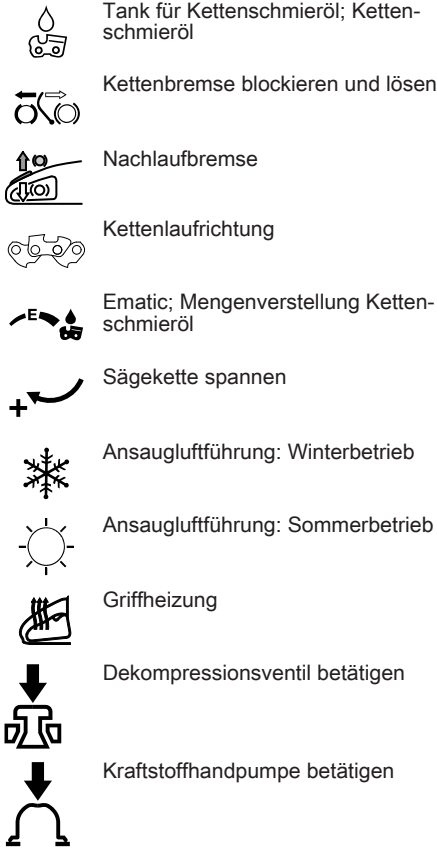 Tank für Kettenschmieröl; Ketten-
schmieröl
Kettenbremse blockieren und lösen
Nachlaufbremse
Kettenlaufrichtung
E
Ematic; Mengenverstellung Ketten-
schmieröl
+
Sägekette spannen
Ansaugluftführung: Winterbetrieb
Ansaugluftführung: Sommerbetrieb
Griffheizung
Dekompressionsventil betätigen
Kraftstoffhandpumpe betätigen